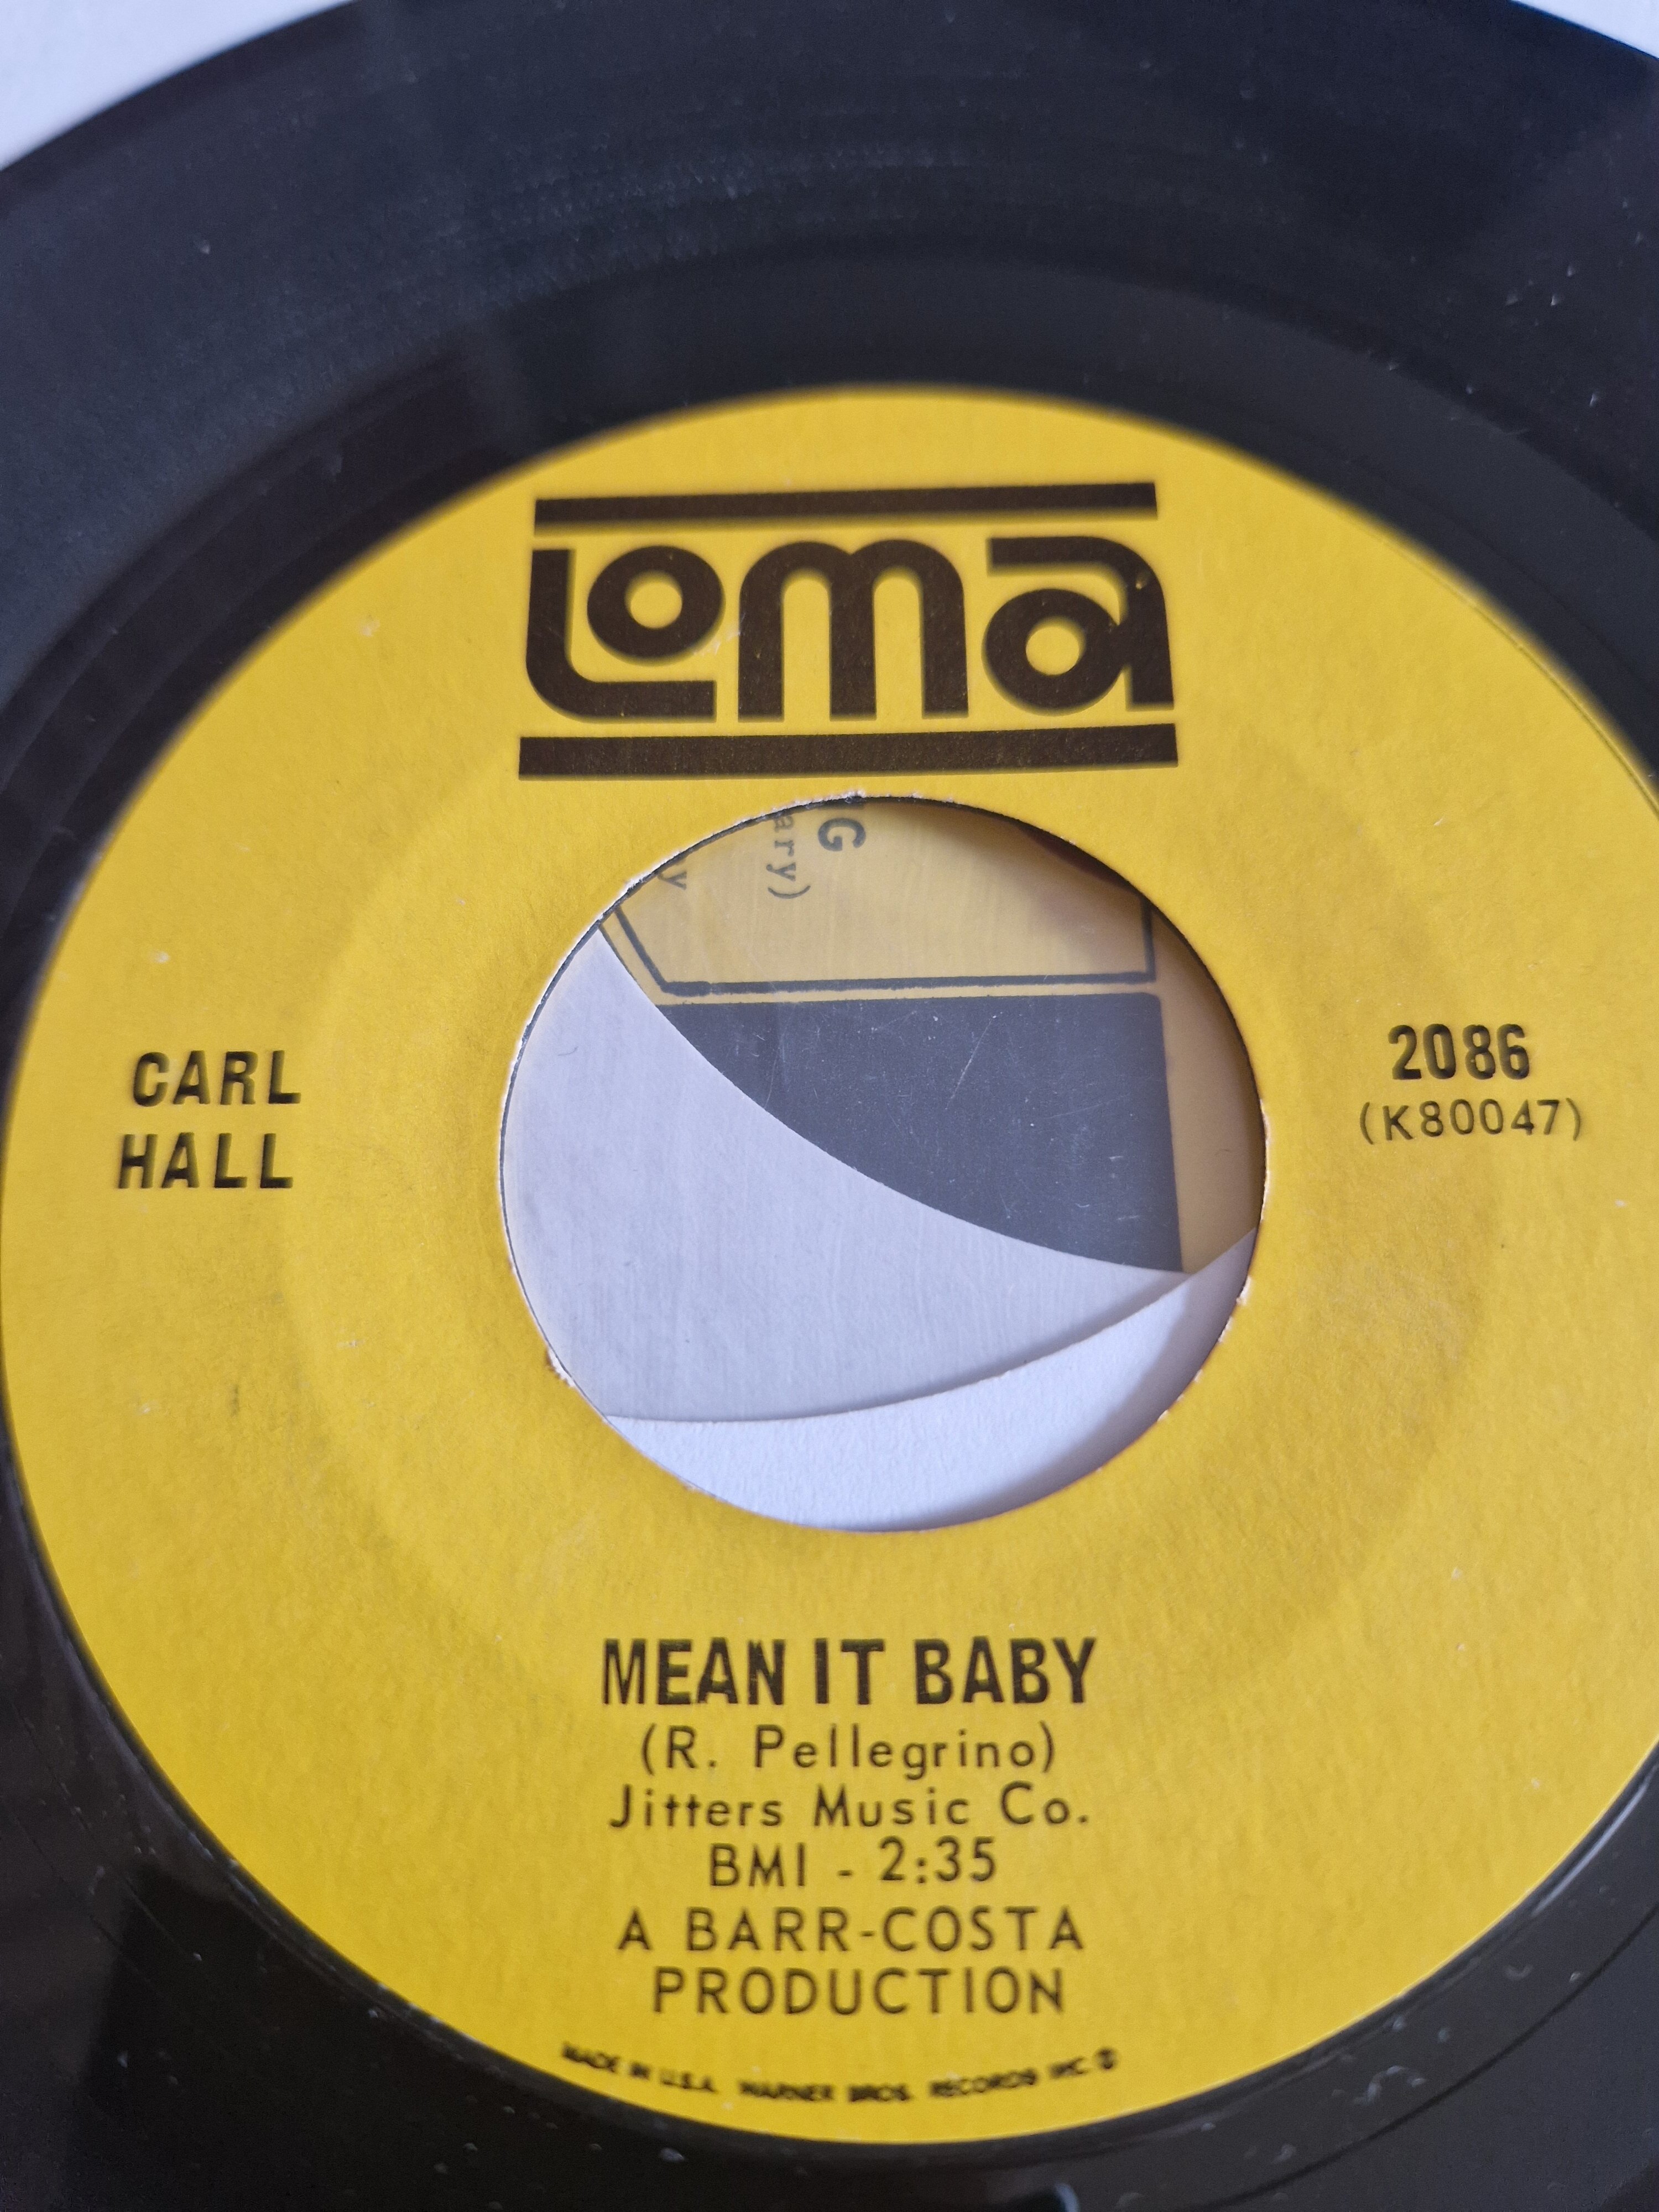 Loma
CARL
HALL
2086
(K80047)
G
ary)
y
MEAN IT BABY
(R. Pellegrino)
Jitters Music Co.
BMI - 2:35
A BARR-COSTA
PRODUCTION
MADE IN U.S.A. WARNER BROS. RECORDS INC. ®